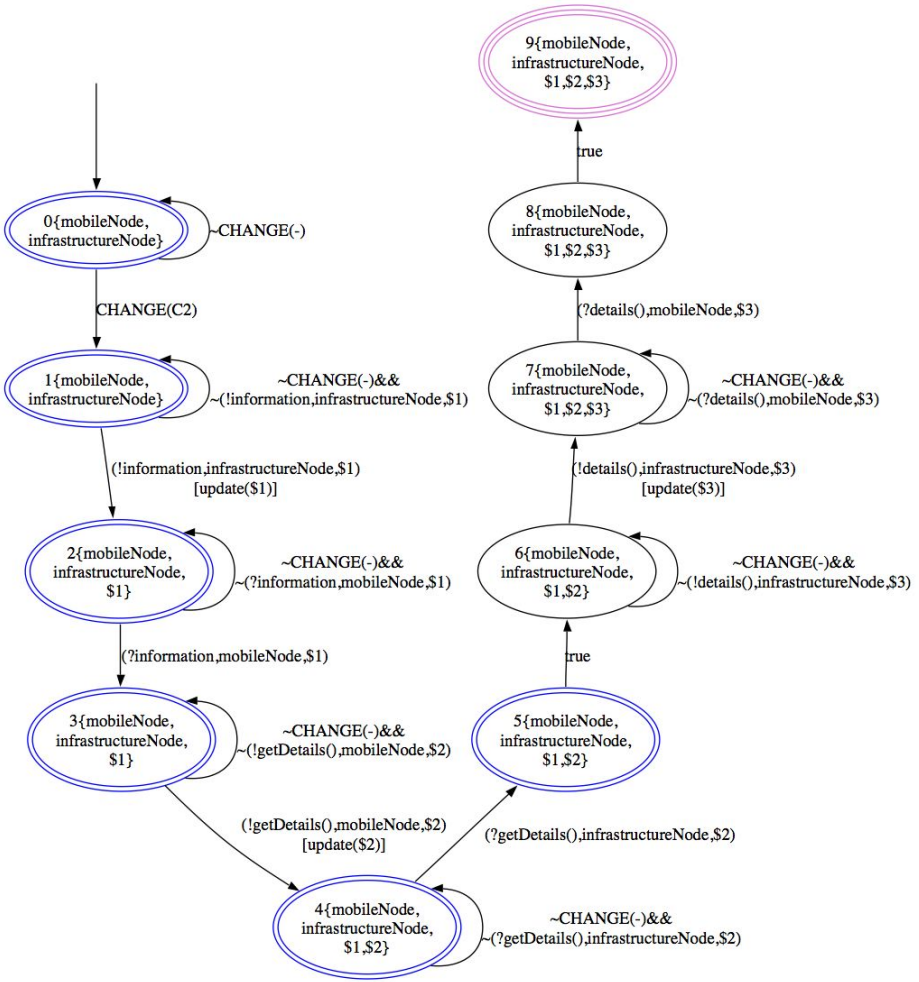 9{mobileNode,
infrastructureNode,
$1,$2,$3}
true
0{mobileNode,
infrastructureNode}
~CHANGE(-)
8{mobileNode,
infrastructureNode,
$1,$2,$3}
CHANGE(C2)
(?details(),mobileNode,$3)
1{mobileNode,
infrastructureNode}
~CHANGE(-)&&
~(!information,infrastructureNode,$1)
7{mobileNode,
infrastructureNode,
$1,$2,$3}
~CHANGE(-)&&
~(?details(),mobileNode,$3)
(!information,infrastructureNode,$1)
[update($1)]
(!details(),infrastructureNode,$3)
[update($3)]
2{mobileNode,
infrastructureNode,
$1}
~CHANGE(-)&&
~(?information,mobileNode,$1)
6{mobileNode,
infrastructureNode,
$1,$2}
~CHANGE(-)&&
~(!details(),infrastructureNode,$3)
(?information,mobileNode,$1)
true
3{mobileNode,
infrastructureNode,
$1}
~CHANGE(-)&&
~(!getDetails(),mobileNode,$2)
5{mobileNode,
infrastructureNode,
$1,$2}
(!getDetails(),mobileNode,$2)
[update($2)]
(?getDetails(),infrastructureNode,$2)
4{mobileNode,
infrastructureNode,
$1,$2}
~CHANGE(-)&&
~(?getDetails(),infrastructureNode,$2)